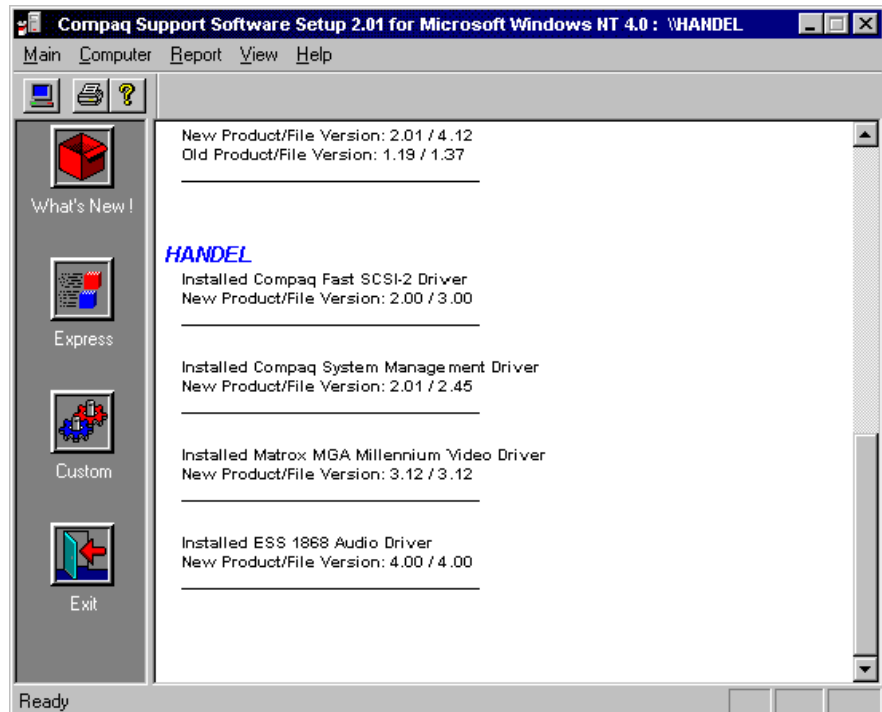 Compaq Support Software Setup 2.01 for Microsoft Windows NT 4.0 : \\HANDEL
Main Computer Report View Help
What's New !
Express
Custom
Exit
New Product/File Version: 2.01 / 4.12
Old Product/File Version: 1.19 / 1.37
HANDEL
Installed Compaq Fast SCSI-2 Driver
New Product/File Version: 2.00 / 3.00
Installed Compaq System Management Driver
New Product/File Version: 2.01 / 2.45
Installed Matrox MGA Millennium Video Driver
New Product/File Version: 3.12 / 3.12
Installed ESS 1868 Audio Driver
New Product/File Version: 4.00 / 4.00
Ready